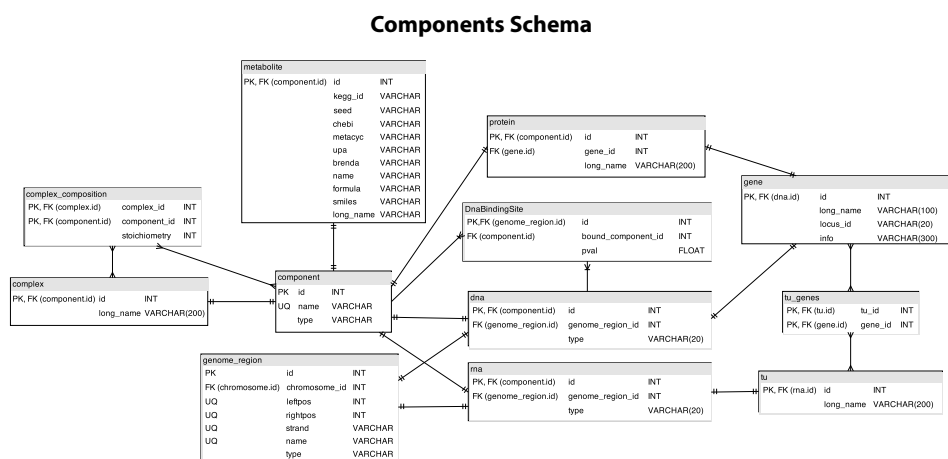 Components Schema
metabolite
PK, FK (component.id) id INT
kegg_id VARCHAR
seed VARCHAR
chebi VARCHAR
metacyc VARCHAR
upa VARCHAR
brenda VARCHAR
name VARCHAR
formula VARCHAR
smiles VARCHAR
long_name VARCHAR
protein
PK, FK (component.id) id INT
FK (gene.id) gene_id INT
long_name VARCHAR(200)
gene
PK, FK (dna.id) id INT
long_name VARCHAR(100)
locus_id VARCHAR(20)
info VARCHAR(300)
complex_composition
PK, FK (complex.id) complex_id INT
PK, FK (component.id) component_id INT
stoichiometry INT
DnaBindingSite
PK,FK (genome_region.id) id INT
FK (component.id) bound_component_id INT
pval FLOAT
complex
PK, FK (component.id) id INT
long_name VARCHAR(200)
component
PK id INT
UQ name VARCHAR
type VARCHAR
dna
PK, FK (component.id) id INT
FK (genome_region.id) genome_region_id INT
type VARCHAR(20)
tu_genes
PK, FK (tu.id) tu_id INT
PK, FK (gene.id) gene_id INT
genome_region
PK id INT
FK (chromosome.id) chromosome_id INT
UQ leftpos INT
UQ rightpos INT
UQ strand VARCHAR
UQ name VARCHAR
type VARCHAR
rna
PK, FK (component.id) id INT
FK (genome_region.id) genome_region_id INT
type VARCHAR(20)
tu
PK, FK (rna.id) id INT
long_name VARCHAR(200)